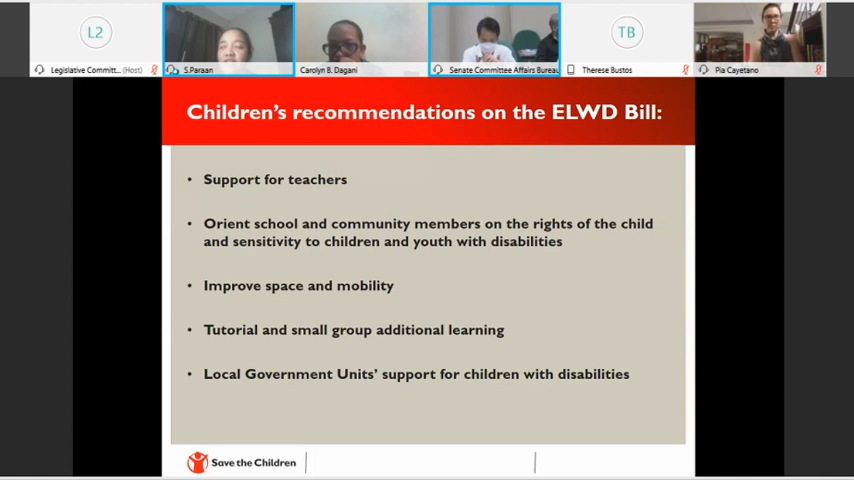 L2
TB
Legislative Committ... (Host)
S.Paraan
Carolyn B. Dagani
Senate Committee Affairs Bureau
Therese Bustos
Pia Cayetano
Children's recommendations on the ELWD Bill:
• Support for teachers
• Orient school and community members on the rights of the child
and sensitivity to children and youth with disabilities
• Improve space and mobility
• Tutorial and small group additional learning
• Local Government Units' support for children with disabilities
Save the Children